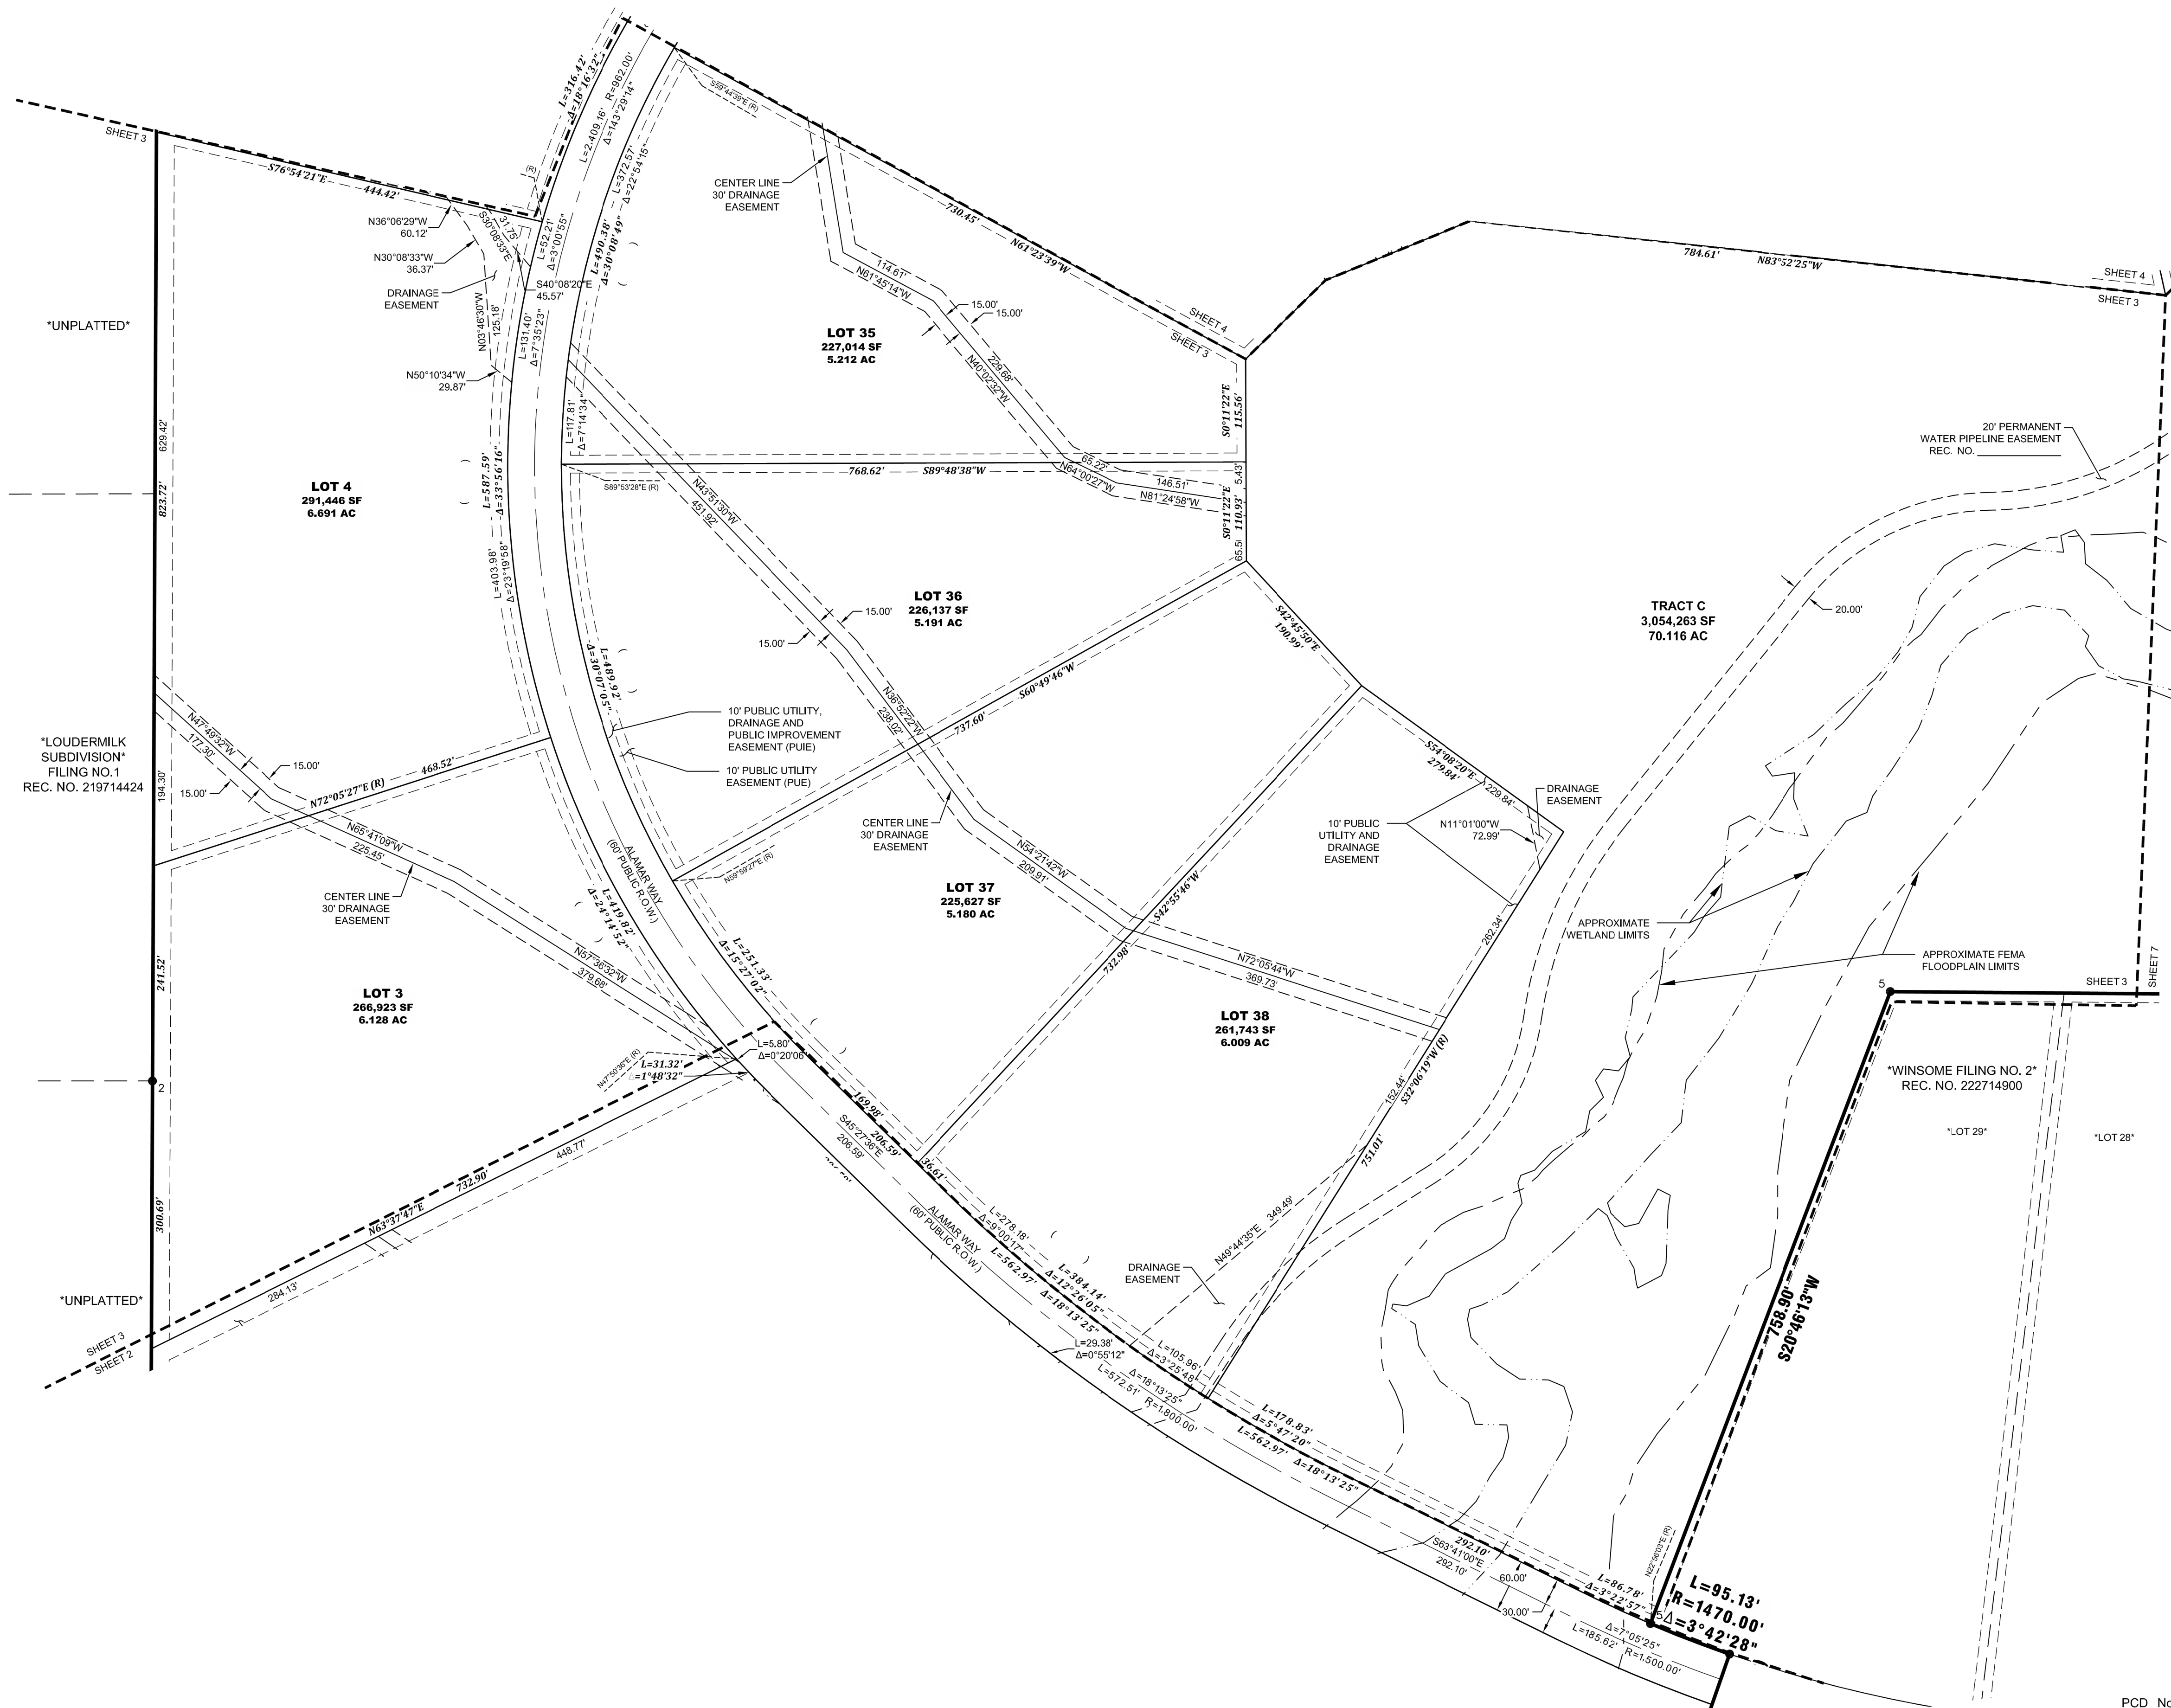 L=316.42'
Δ=18°16'32"
L=2,409.16' R=962.00'
Δ=143°29'14"
L=372.57'
Δ=22°54'15"
L=490.38'
Δ=30°08'49"
S59°44'39"E (R)
SHEET 3
S76°54'21"E
444.42'
(R)
N36°06'29"W
60.12'
31.75'
S30°08'33"E
L=52.21'
Δ=3°00'55"
N30°08'33"W
36.37'
DRAINAGE
EASEMENT
S40°08'20"E
45.57'
N03°46'30"W
125.18'
L=131.40'
Δ=7°35'23"
N50°10'34"W
29.87'
CENTER LINE
30' DRAINAGE
EASEMENT
730.45'
N61°23'39"W
114.61'
N61°45'14"W
15.00'
15.00'
LOT 35
227,014 SF
5.212 AC
229.68'
N40°02'32"W
SHEET 4
SHEET 3
784.61'
N83°52'25"W
SHEET 4
SHEET 3
*UNPLATTED*
629.42'
823.72'
LOT 4
291,446 SF
6.691 AC
L=587.59'
Δ=33°56'16"
L=403.98'
Δ=23°19'58"
L=117.81'
Δ=7°14'34"
S0°11'22"E
115.56'
768.62'
S89°48'38"W
S89°53'28"E (R)
65.22'
N64°00'27"W
146.51'
N81°24'58"W
5.43'
S0°11'22"E
110.93'
65.5
N43°51'30"W
451.92'
20' PERMANENT
WATER PIPELINE EASEMENT
REC. NO.
LOT 36
226,137 SF
5.191 AC
15.00'
15.00'
S42°45'50"E
190.99'
TRACT C
3,054,263 SF
70.116 AC
20.00'
L=489.92'
Δ=30°07'05"
10' PUBLIC UTILITY,
DRAINAGE AND
PUBLIC IMPROVEMENT
EASEMENT (PUIE)
10' PUBLIC UTILITY
EASEMENT (PUE)
N36°52'22"W
238.02'
S60°49'46"W
737.60'
*LOUDERMILK
SUBDIVISION*
FILING NO.1
REC. NO. 219714424
N47°49'32"W
177.30'
15.00'
15.00'
194.30'
N72°05'27"E (R)
468.52'
S54°08'20"E
279.84'
229.84'
DRAINAGE
EASEMENT
N11°01'00"W
72.99'
10' PUBLIC
UTILITY AND
DRAINAGE
EASEMENT
N65°41'09"W
225.45'
CENTER LINE
30' DRAINAGE
EASEMENT
CENTER LINE
30' DRAINAGE
EASEMENT
ALAMAR WAY
(60' PUBLIC R.O.W.)
N59°59'27"E (R)
N54°21'42"W
209.91'
LOT 37
225,627 SF
5.180 AC
S42°55'46"W
732.98'
262.34'
APPROXIMATE
WETLAND LIMITS
APPROXIMATE FEMA
FLOODPLAIN LIMITS
L=419.82'
Δ=24°14'52"
N57°36'32"W
379.68'
L=251.33'
Δ=15°27'02"
N72°05'44"W
369.73'
SHEET 7
SHEET 3
5
241.52'
LOT 3
266,923 SF
6.128 AC
LOT 38
261,743 SF
6.009 AC
N47°50'36"E (R)
L=31.32'
Δ=1°48'32"
L=5.80'
Δ=0°20'06
2
*WINSOME FILING NO. 2*
REC. NO. 222714900
*LOT 29*
*LOT 28*
152.44'
S32°06'19"W (R)
751.01'
169.98'
206.59'
S45°27'36"E
206.59'
36.61'
448.77'
732.90'
N63°37'47"E
300.69'
284.13'
ALAMAR WAY
(60' PUBLIC R.O.W.)
L=278.18'
Δ=9°00'17"
L=562.97'
Δ=18°13'25"
L=384.14'
Δ=12°26'05"
N49°44'35"E
349.49'
DRAINAGE
EASEMENT
*UNPLATTED*
SHEET 3
SHEET 2
758.90'
S20°46'13"W
L=29.38'
Δ=0°55'12"
L=105.96'
Δ=3°25'48"
Δ=18°13'25"
L=572.51' R=1,800.00'
L=178.83'
Δ=5°47'20"
L=562.97' Δ=18°13'25"
292.10'
S63°41'00"E
292.10'
60.00'
30.00'
L=86.78'
Δ=3°22'57"
N22°56'03"E (R)
L=95.13'
R=1470.00'
Δ=3°42'28"
Δ=7°05'25"
L=185.62' R=1,500.00'
PCD No